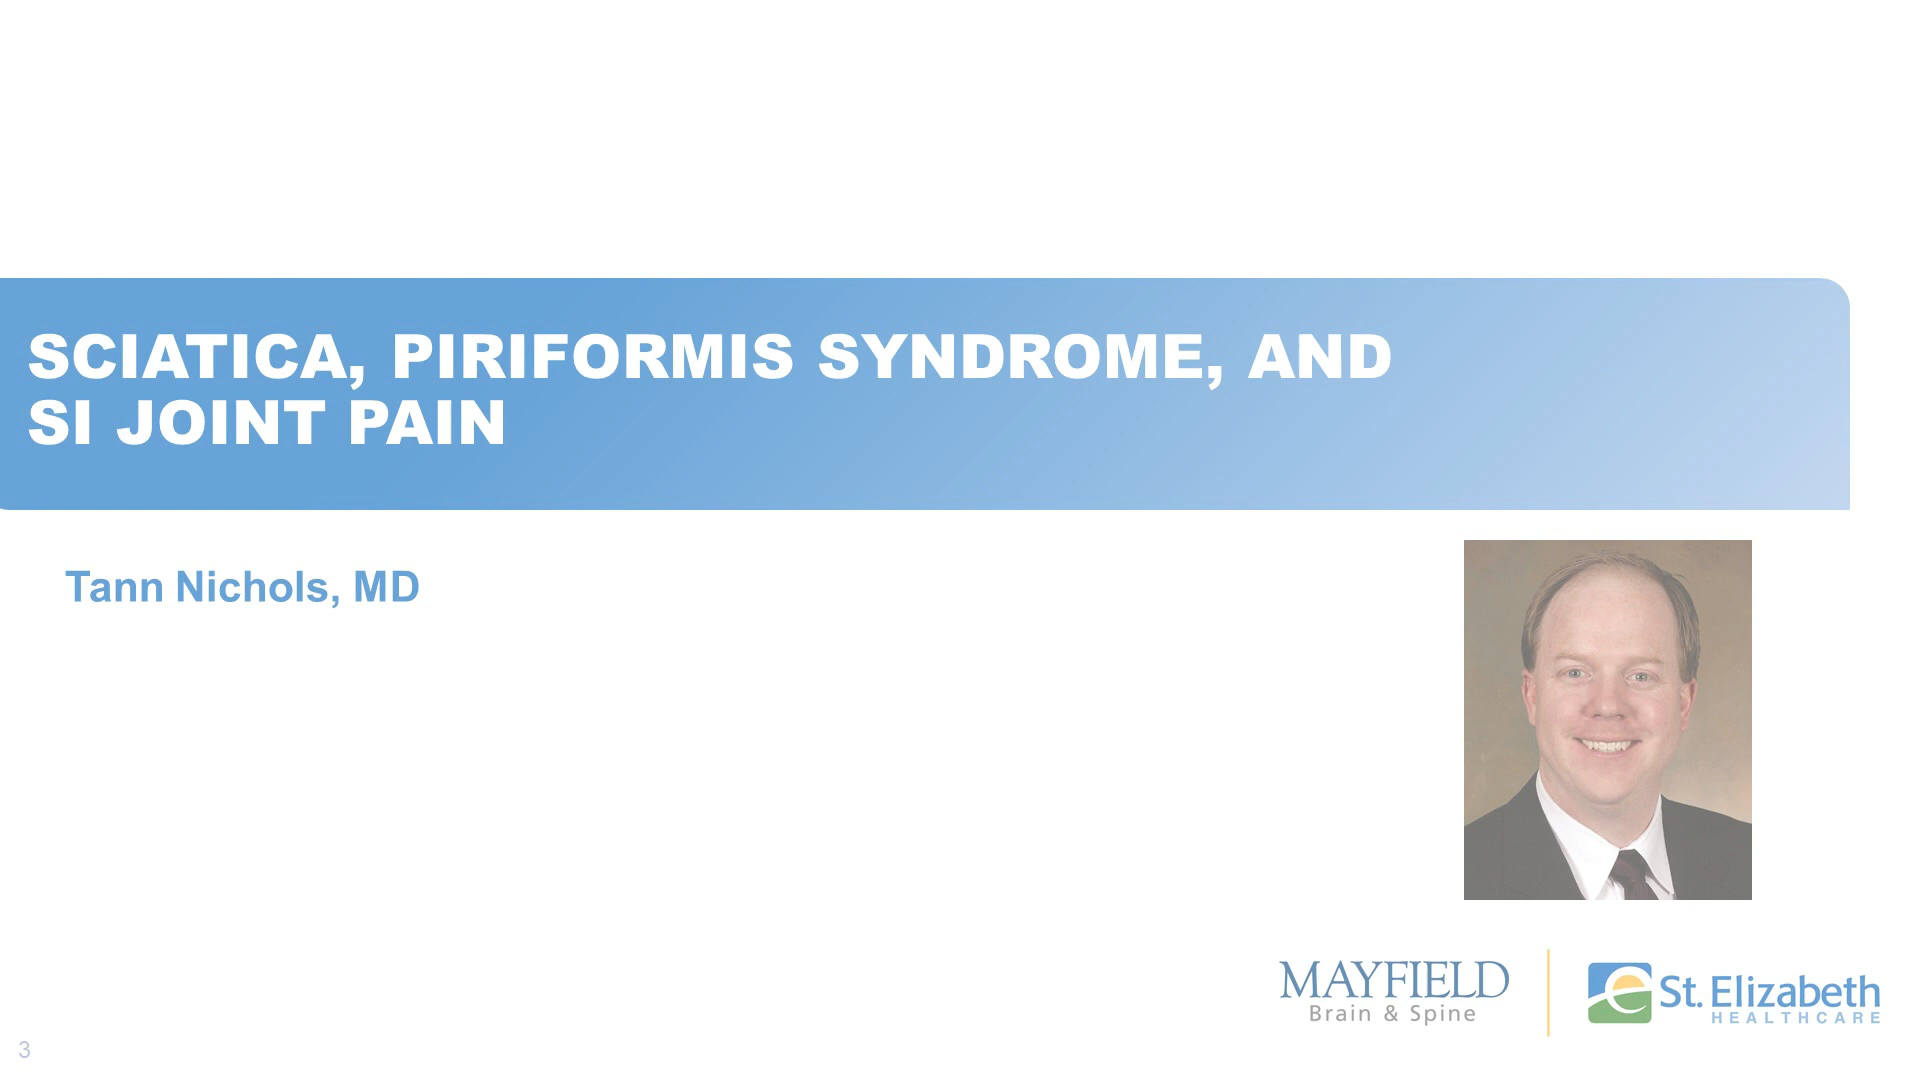 SCIATICA, PIRIFORMIS SYNDROME, AND
SI JOINT PAIN
Tann Nichols, MD
MAYFIELD
Brain & Spine
St. Elizabeth
HEALTHCARE
3